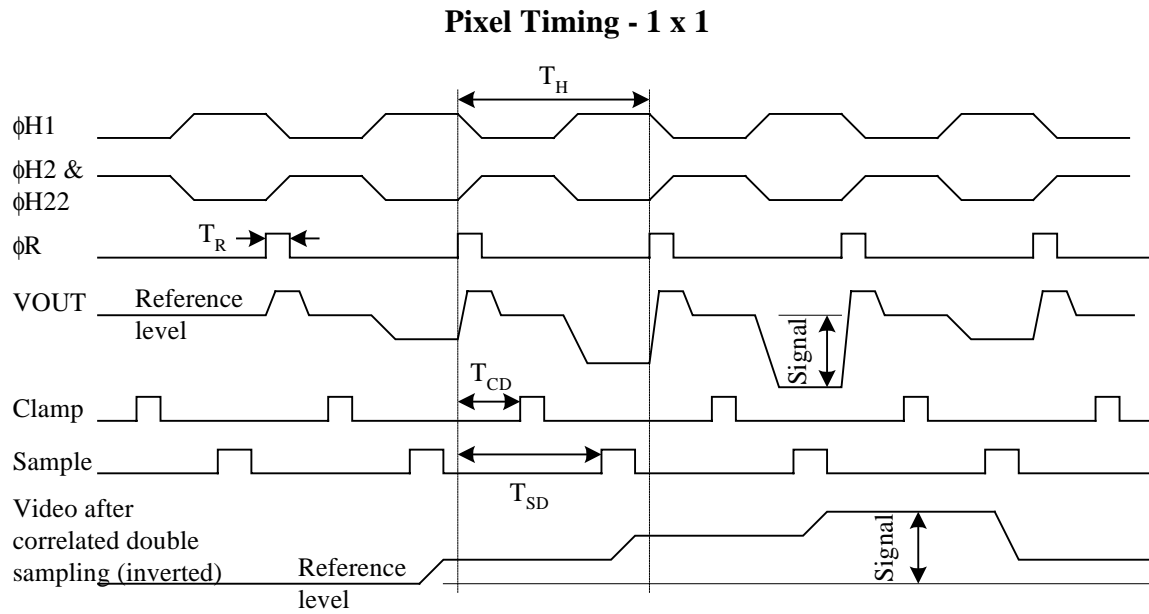 Pixel Timing - 1 x 1
T_H
ϕH1
ϕH2 &
ϕH22
T_R
ϕR
VOUT
Reference
level
Signal
T_CD
Clamp
Sample
T_SD
Video after
correlated double
sampling (inverted)
Reference
level
Signal